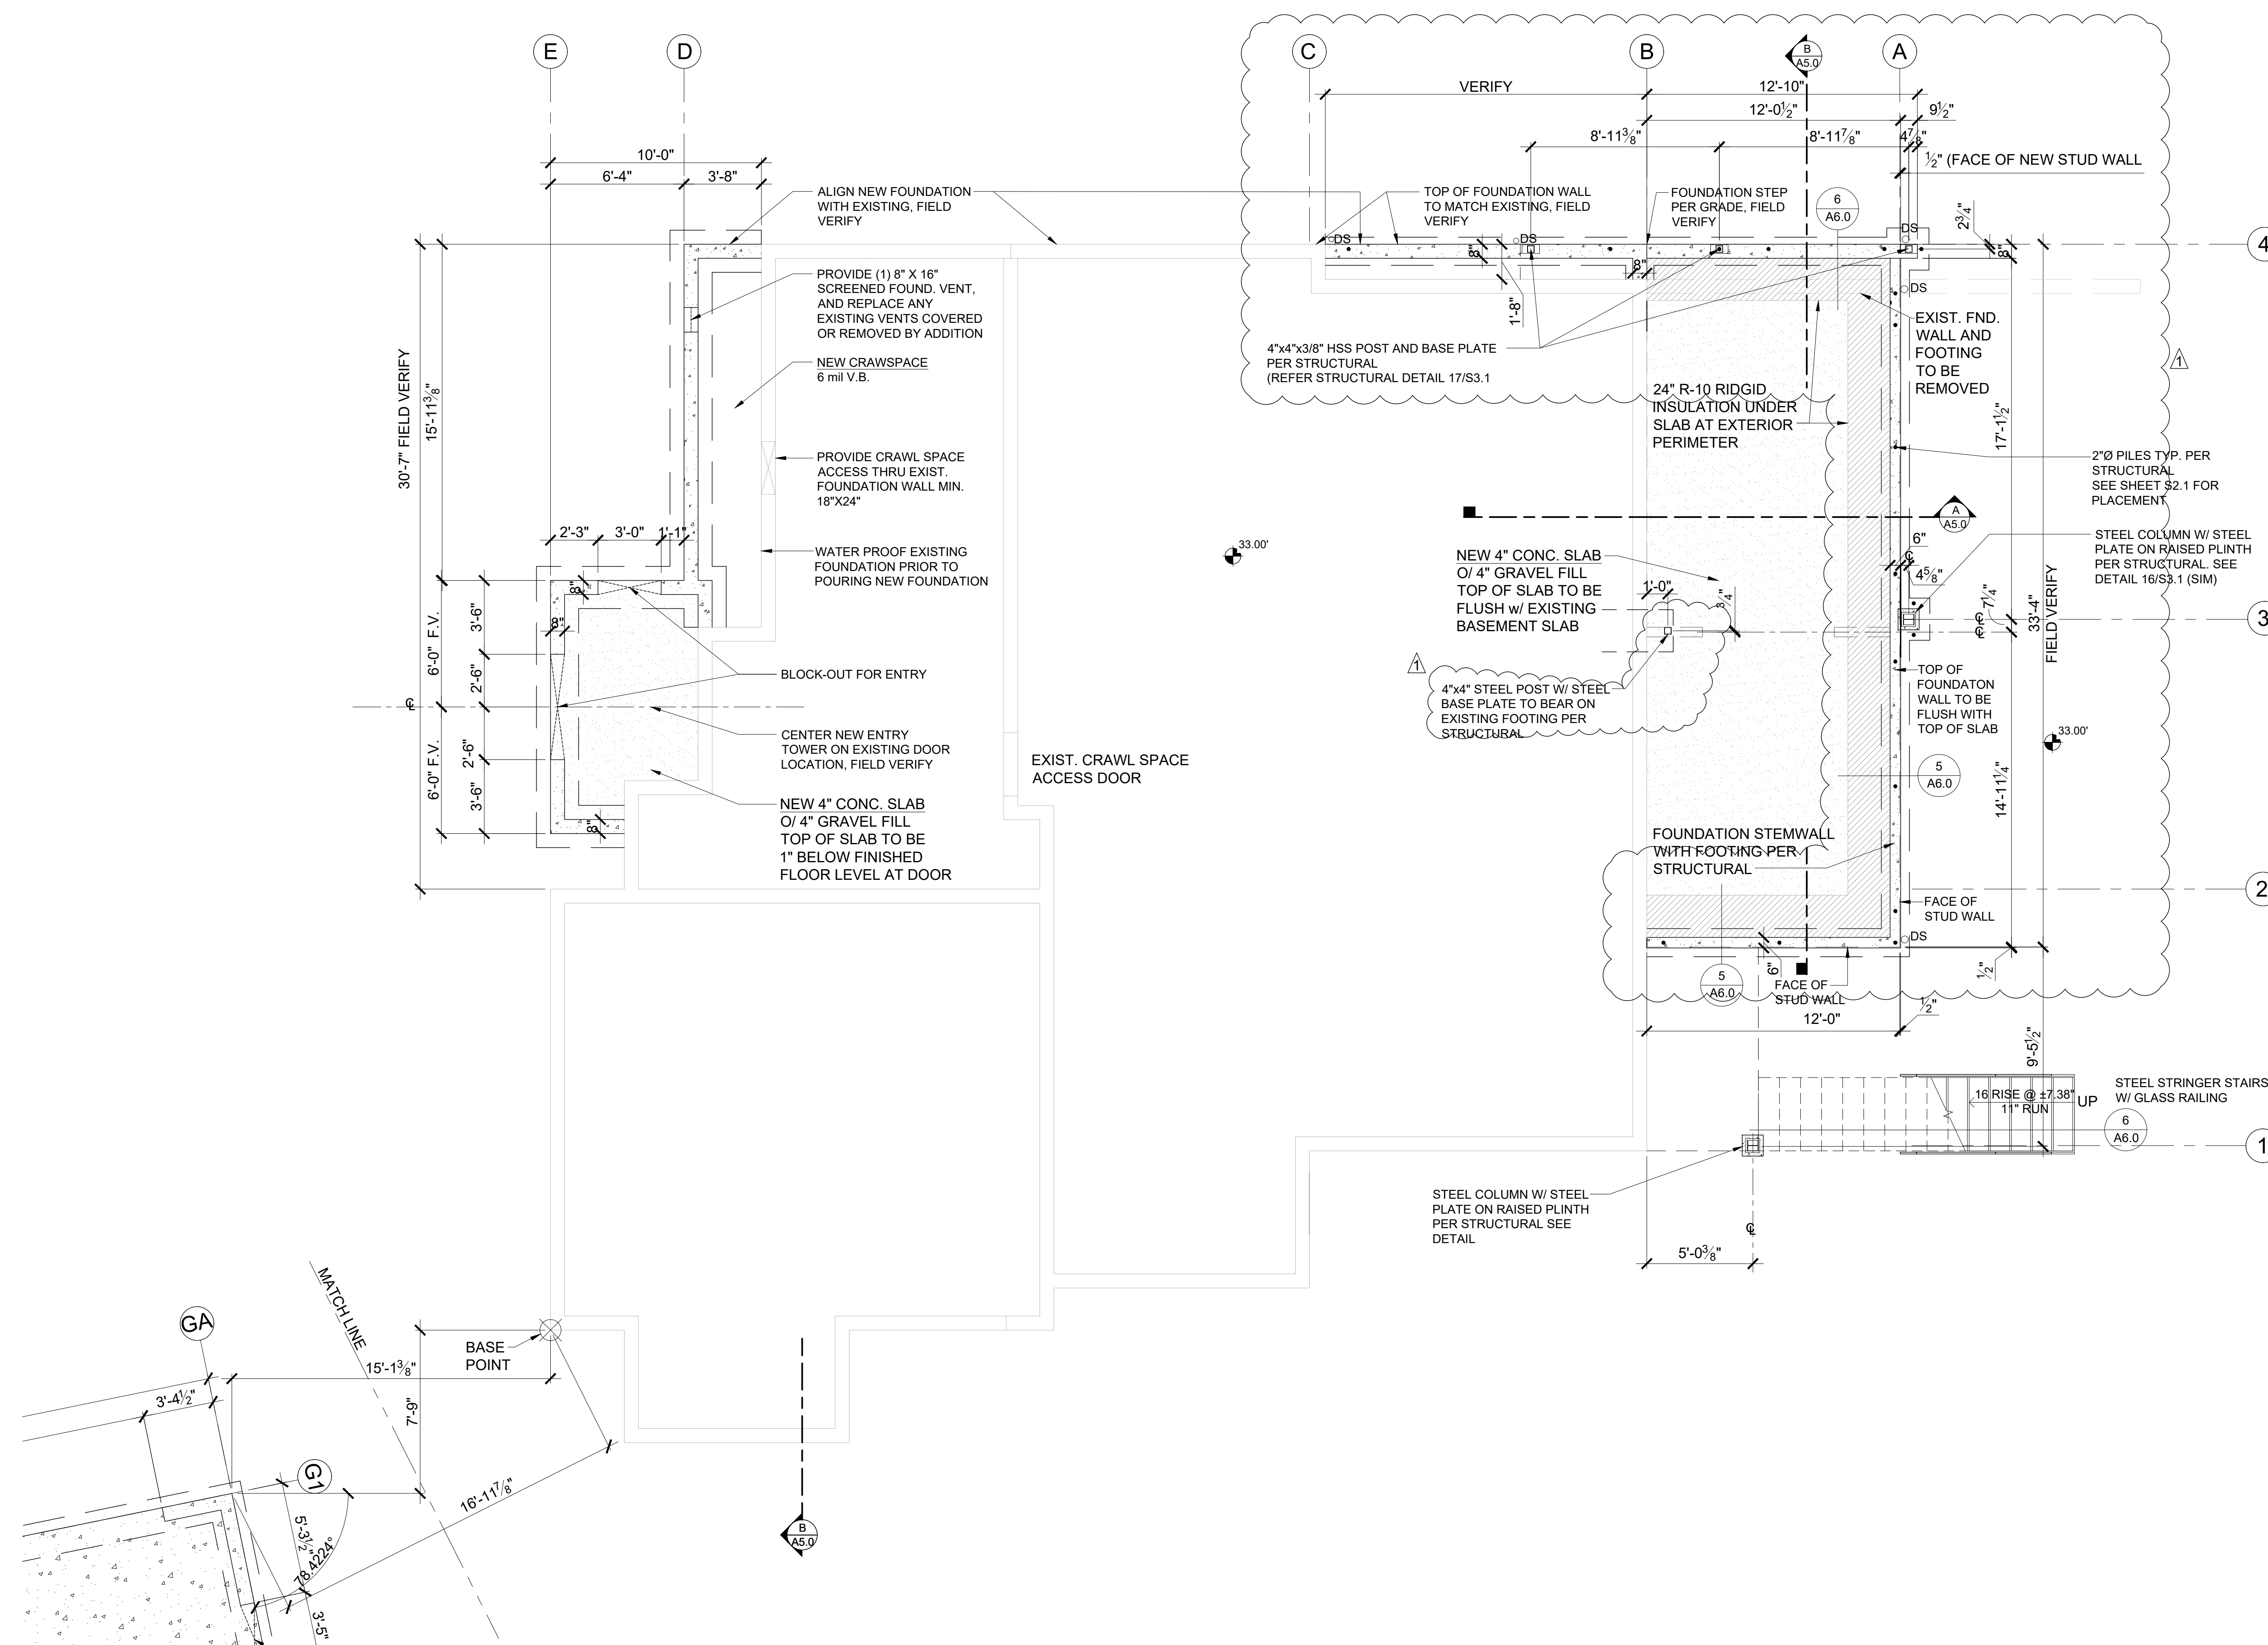 E
D
C
B
A
B
A5.0
VERIFY
12'-10"
12'-0½"
9½"
8'-11⅜"
8'-11⅞"
4⅞"
½" (FACE OF NEW STUD WALL
10'-0"
6'-4"
3'-8"
ALIGN NEW FOUNDATION
WITH EXISTING, FIELD
VERIFY
TOP OF FOUNDATION WALL
TO MATCH EXISTING, FIELD
VERIFY
FOUNDATION STEP
PER GRADE, FIELD
VERIFY
6
A6.0
2¾"
DS
DS
DS
4
8"
8"
8"
1'-8"
DS
PROVIDE (1) 8" X 16"
SCREENED FOUND. VENT,
AND REPLACE ANY
EXISTING VENTS COVERED
OR REMOVED BY ADDITION
EXIST. FND.
WALL AND
FOOTING
TO BE
REMOVED
4"x4"x3/8" HSS POST AND BASE PLATE
PER STRUCTURAL
(REFER STRUCTURAL DETAIL 17/S3.1
1
NEW CRAWSPACE
6 mil V.B.
30'-7" FIELD VERIFY
15'-11⅜"
24" R-10 RIDGID
INSULATION UNDER
SLAB AT EXTERIOR
PERIMETER
17'-1½"
PROVIDE CRAWL SPACE
ACCESS THRU EXIST.
FOUNDATION WALL MIN.
18"X24"
2"Ø PILES TYP. PER
STRUCTURAL
SEE SHEET S2.1 FOR
PLACEMENT
A
A5.0
2'-3"
3'-0"
1'-1"
WATER PROOF EXISTING
FOUNDATION PRIOR TO
POURING NEW FOUNDATION
33.00'
NEW 4" CONC. SLAB
O/ 4" GRAVEL FILL
TOP OF SLAB TO BE
FLUSH w/ EXISTING
BASEMENT SLAB
6"
℄
4⅝"
STEEL COLUMN W/ STEEL
PLATE ON RAISED PLINTH
PER STRUCTURAL. SEE
DETAIL 16/S3.1 (SIM)
8"
8"
3'-6"
6'-0" F.V.
2'-6"
1'-0"
¾"
7¼"
℄
℄
33'-4"
FIELD VERIFY
3
BLOCK-OUT FOR ENTRY
1
4"x4" STEEL POST W/ STEEL
BASE PLATE TO BEAR ON
EXISTING FOOTING PER
STRUCTURAL
TOP OF
FOUNDATON
WALL TO BE
FLUSH WITH
TOP OF SLAB
℄
CENTER NEW ENTRY
TOWER ON EXISTING DOOR
LOCATION, FIELD VERIFY
33.00'
6'-0" F.V.
2'-6"
3'-6"
8"
EXIST. CRAWL SPACE
ACCESS DOOR
5
A6.0
14'-11¼"
NEW 4" CONC. SLAB
O/ 4" GRAVEL FILL
TOP OF SLAB TO BE
1" BELOW FINISHED
FLOOR LEVEL AT DOOR
FOUNDATION STEMWALL
WITH FOOTING PER
STRUCTURAL
2
FACE OF
STUD WALL
DS
5
A6.0
6"
FACE OF
STUD WALL
½"
½"
12'-0"
9'-5½"
16 RISE @ ±7.38"
11" RUN
UP
STEEL STRINGER STAIRS
W/ GLASS RAILING
6
A6.0
1
STEEL COLUMN W/ STEEL
PLATE ON RAISED PLINTH
PER STRUCTURAL SEE
DETAIL
℄
5'-0⅜"
MATCH LINE
GA
BASE
POINT
15'-1⅜"
7'-9"
3'-4½"
G1
16'-11⅞"
5'-3½"
78.4224°
3'-5"
B
A5.0